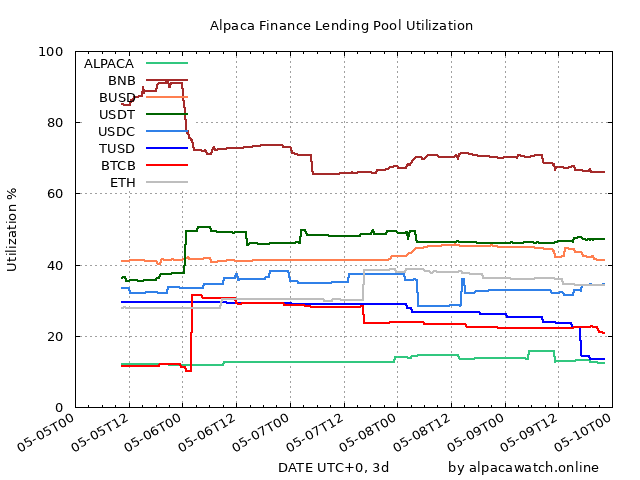 Alpaca Finance Lending Pool Utilization
100
80
60
40
20
0
Utilization %
ALPACA
BNB
BUSD
USDT
USDC
TUSD
BTCB
ETH
05-05T00
05-05T12
05-06T00
05-06T12
05-07T00
05-07T12
05-08T00
05-08T12
05-09T00
05-09T12
05-10T00
DATE UTC+0, 3d
by alpacawatch.online